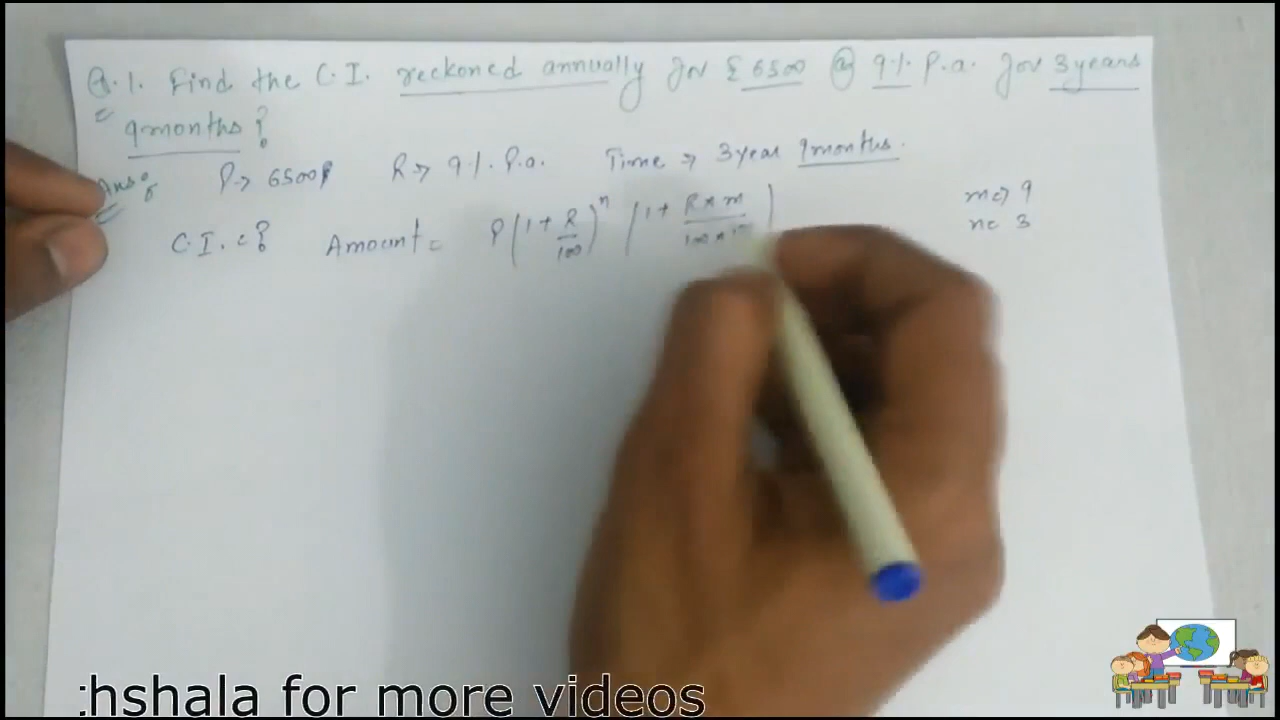 Q.1. Find the C.I. reckoned annually for ₹ 6500 @ 9% P.a. for 3 years
9 months ?
Ans: P → 6500 R → 9%. P.a. Time → 3 year 9 months.
m → 9
n = 3
C.I. = ? Amount = P (1 + R/100)^n (1 + R × m/100 ×
:hshala for more videos